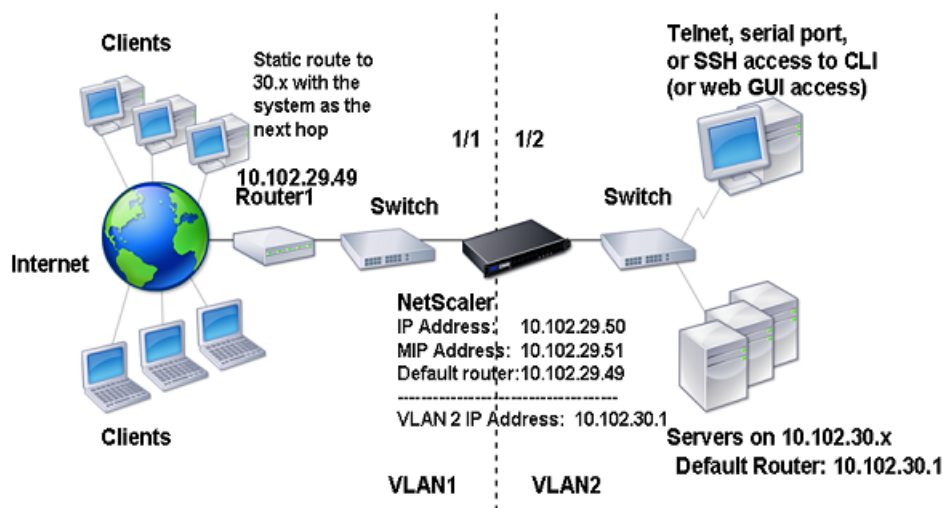 Clients
Static route to
30.x with the
system as the
next hop
10.102.29.49
Router1
Switch
Internet
Clients
1/1
1/2
Telnet, serial port,
or SSH access to CLI
(or web GUI access)
Switch
NetScaler
IP Address: 10.102.29.50
MIP Address: 10.102.29.51
Default router:10.102.29.49
VLAN 2 IP Address: 10.102.30.1
Servers on 10.102.30.x
Default Router: 10.102.30.1
VLAN1
VLAN2